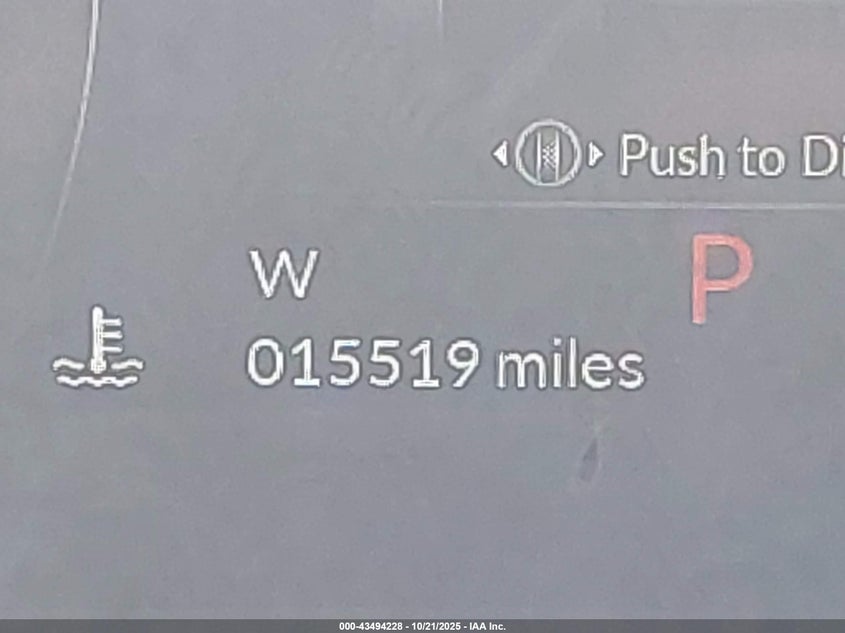 Push to Di
W
P
015519 miles
000-43494228 - 10/21/2025 - IAA Inc.